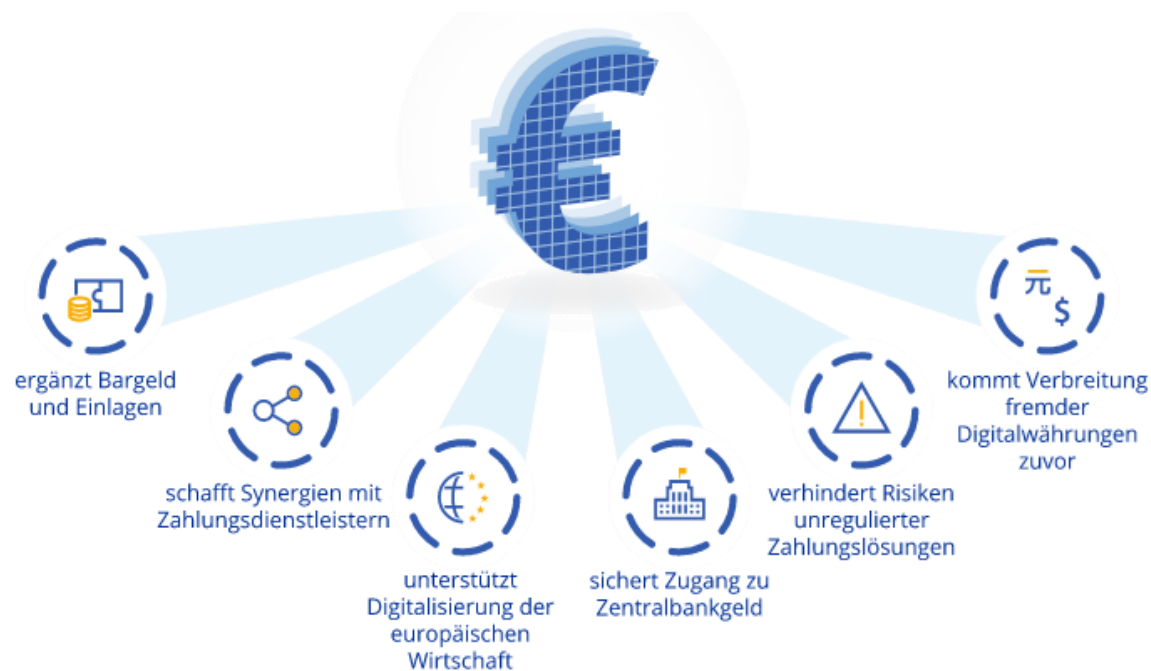 €
元
$
ergänzt Bargeld
und Einlagen
schafft Synergien mit
Zahlungsdienstleistern
unterstützt
Digitalisierung der
europäischen
Wirtschaft
sichert Zugang zu
Zentralbankgeld
!
verhindert Risiken
unregulierter
Zahlungslösungen
kommt Verbreitung
fremder
Digitalwährungen
zuvor